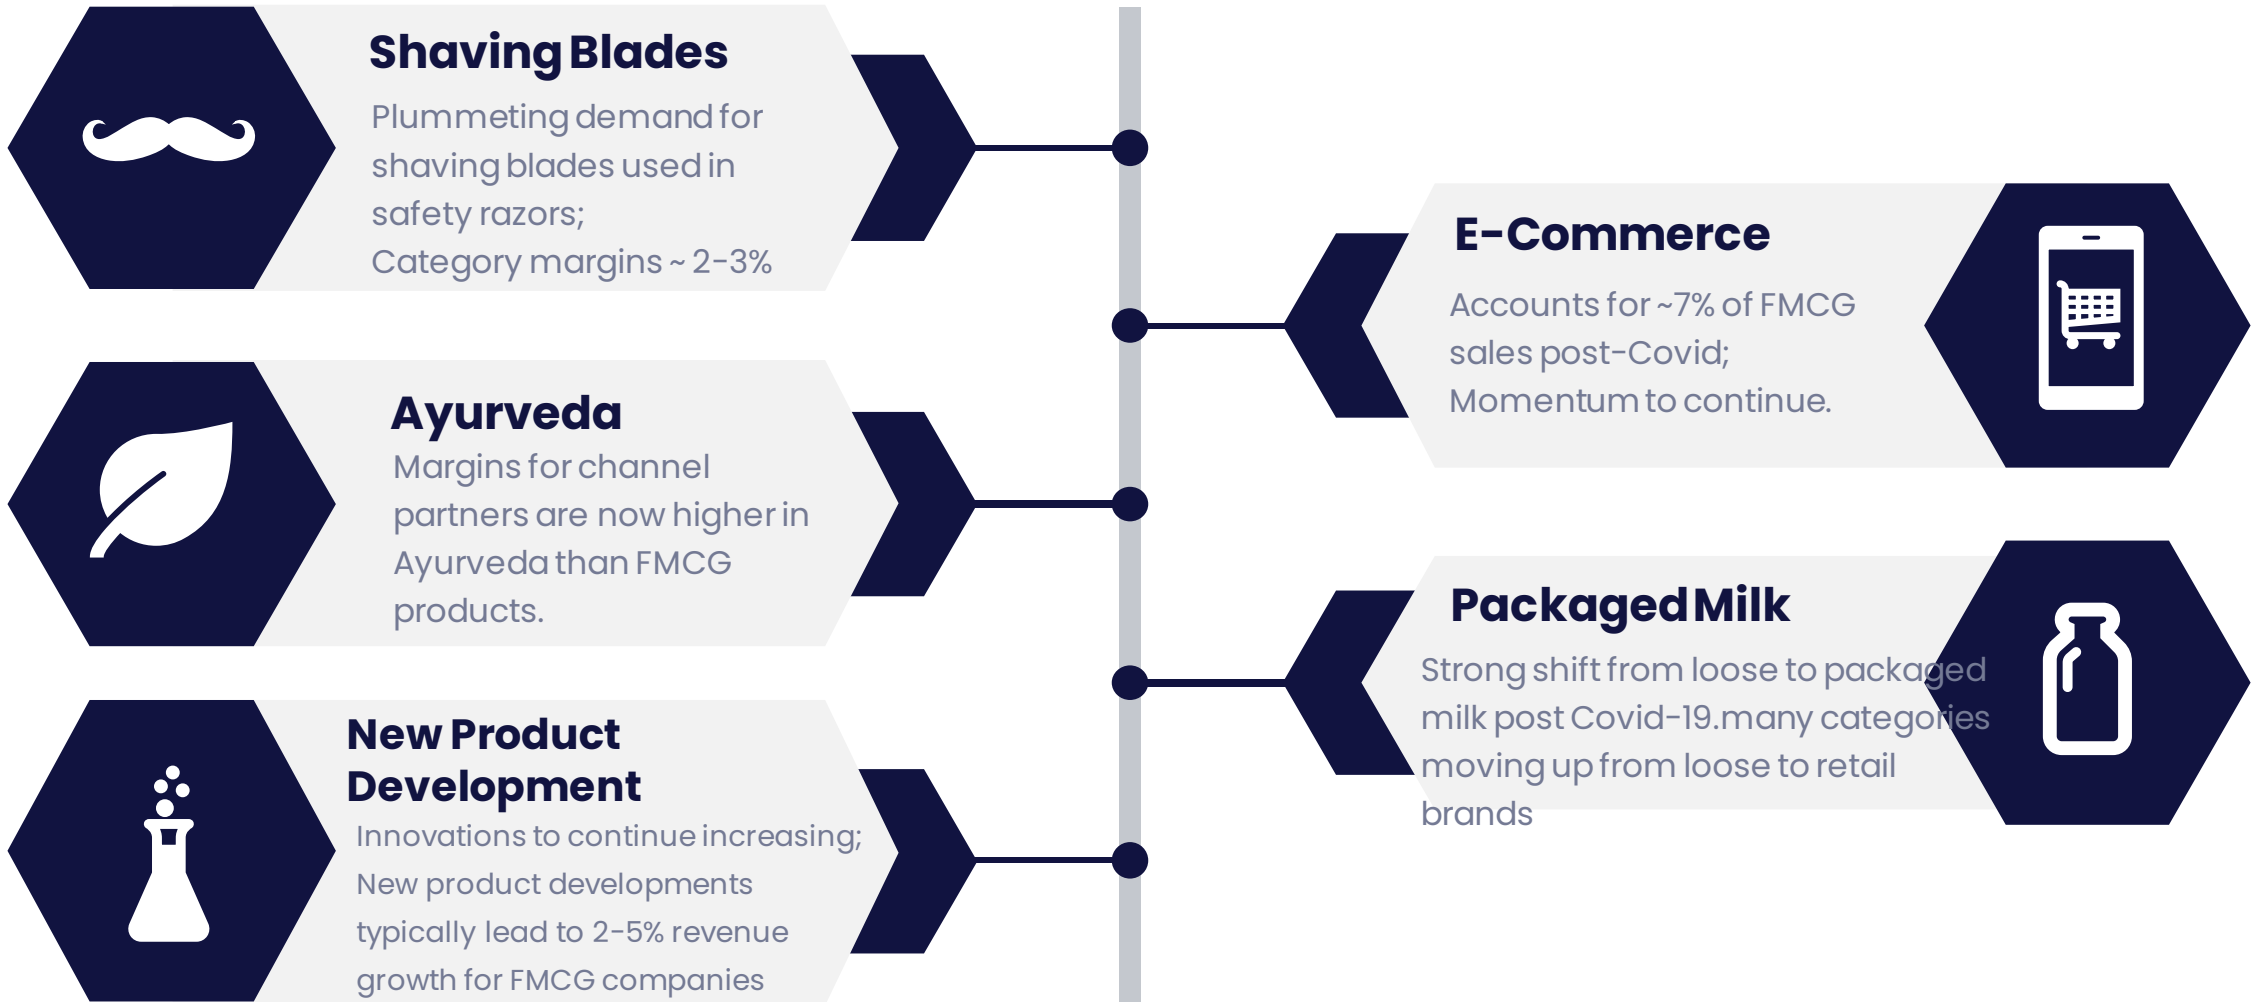 Shaving Blades
Plummeting demand for
shaving blades used in
safety razors;
Category margins ~ 2-3%
E-Commerce
Accounts for ~7% of FMCG
sales post-Covid;
Momentum to continue.
Ayurveda
Margins for channel
partners are now higher in
Ayurveda than FMCG
products.
Packaged Milk
Strong shift from loose to packaged
milk post Covid-19.many categories
moving up from loose to retail
brands
New Product
Development
Innovations to continue increasing;
New product developments
typically lead to 2-5% revenue
growth for FMCG companies